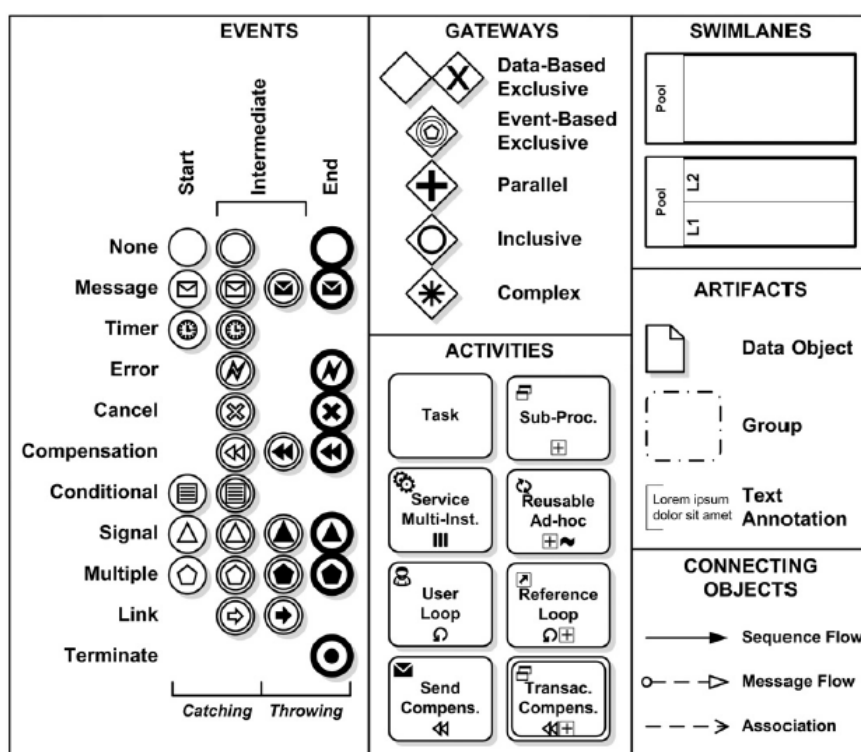 EVENTS
Start
Intermediate
End
None
Message
Timer
Error
Cancel
Compensation
Conditional
Signal
Multiple
Link
Terminate
Catching Throwing
GATEWAYS
Data-Based
Exclusive
Event-Based
Exclusive
Parallel
Inclusive
Complex
ACTIVITIES
Task
Sub-Proc.
Service
Multi-Inst.
Reusable
Ad-hoc
User
Loop
Reference
Loop
Send
Compens.
Transac.
Compens.
SWIMLANES
Pool
Pool
L2
L1
ARTIFACTS
Data Object
Group
Lorem ipsum
dolor sit amet
Text
Annotation
CONNECTING
OBJECTS
Sequence Flow
Message Flow
Association